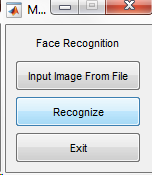 M...
Face Recognition
Input Image From File
Recognize
Exit